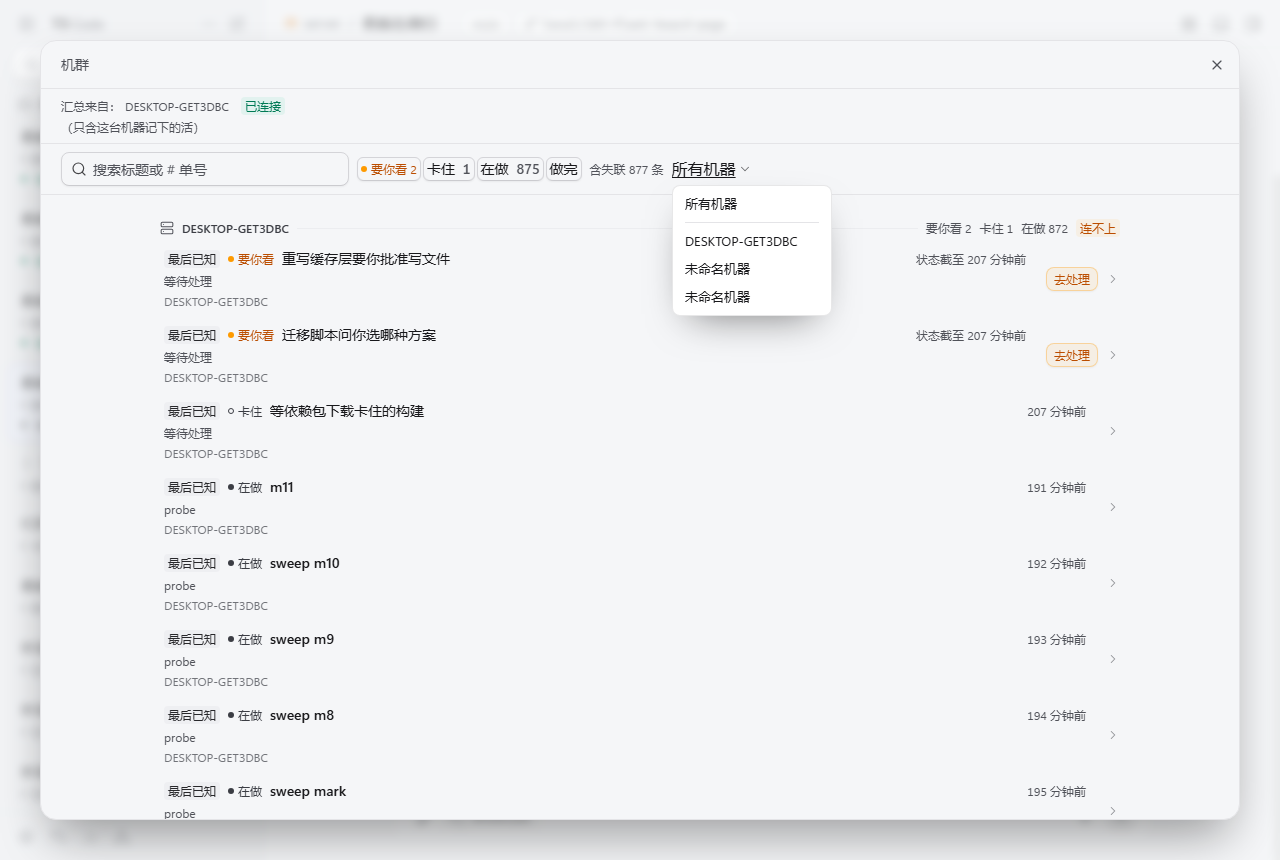 机群
汇总来自： DESKTOP-GET3DBC 已连接
（只含这台机器记下的活）
搜索标题或 # 单号 要你看 2 卡住 1 在做 875 做完 含失联 877 条 所有机器
所有机器
DESKTOP-GET3DBC
未命名机器
未命名机器
DESKTOP-GET3DBC 要你看 2 卡住 1 在做 872 连不上
最后已知 要你看 重写缓存层要你批准写文件 状态截至 207 分钟前
等待处理 去处理
DESKTOP-GET3DBC
最后已知 要你看 迁移脚本问你选哪种方案 状态截至 207 分钟前
等待处理 去处理
DESKTOP-GET3DBC
最后已知 卡住 等依赖包下载卡住的构建 207 分钟前
等待处理
DESKTOP-GET3DBC
最后已知 在做 m11 191 分钟前
probe
DESKTOP-GET3DBC
最后已知 在做 sweep m10 192 分钟前
probe
DESKTOP-GET3DBC
最后已知 在做 sweep m9 193 分钟前
probe
DESKTOP-GET3DBC
最后已知 在做 sweep m8 194 分钟前
probe
DESKTOP-GET3DBC
最后已知 在做 sweep mark 195 分钟前
probe